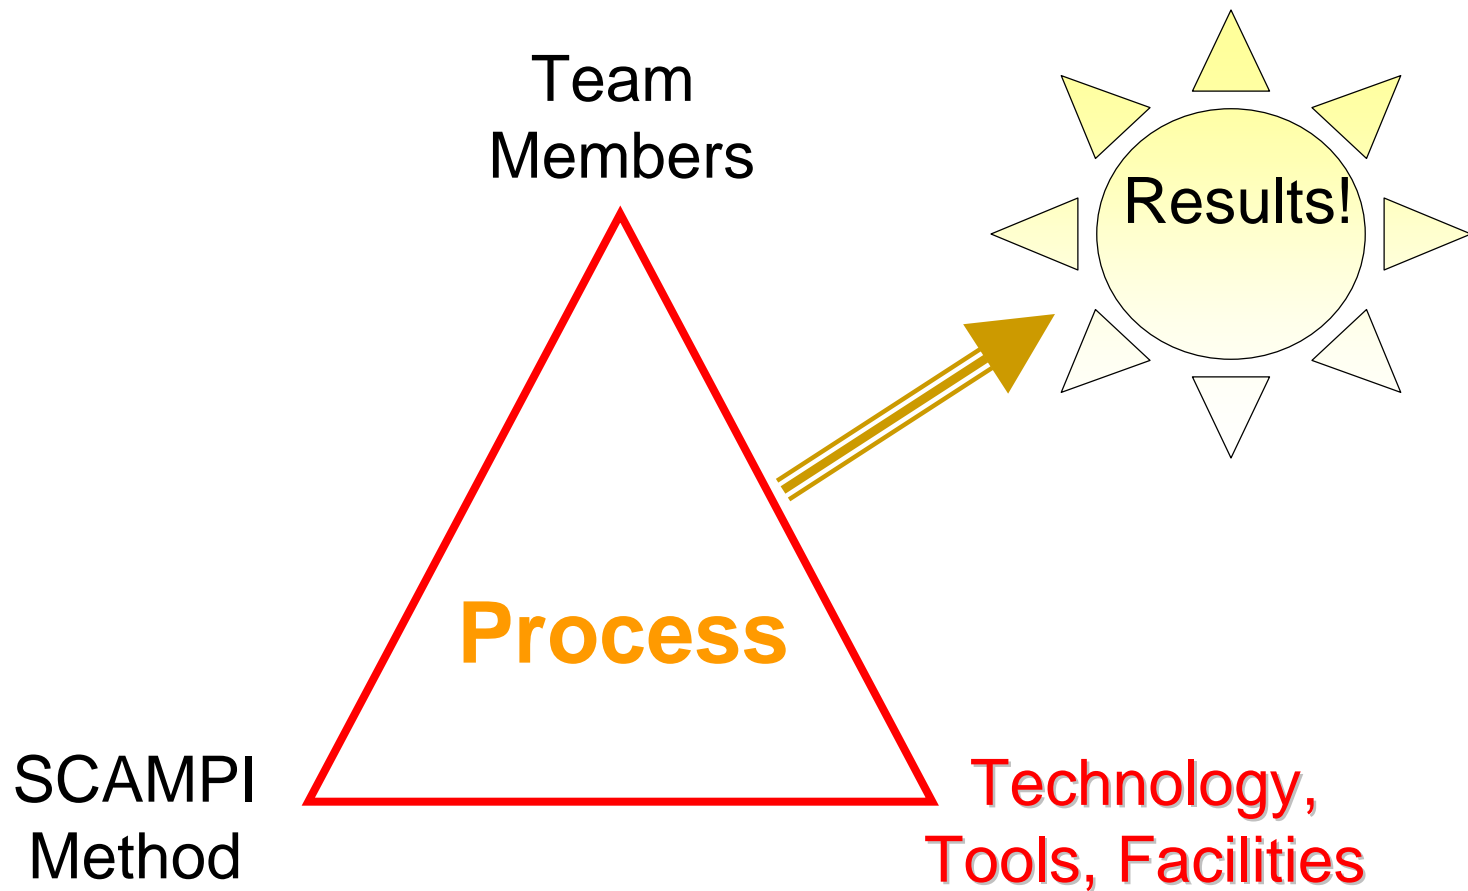 Team
Members
Results!
Process
SCAMPI
Method
Technology,
Tools, Facilities